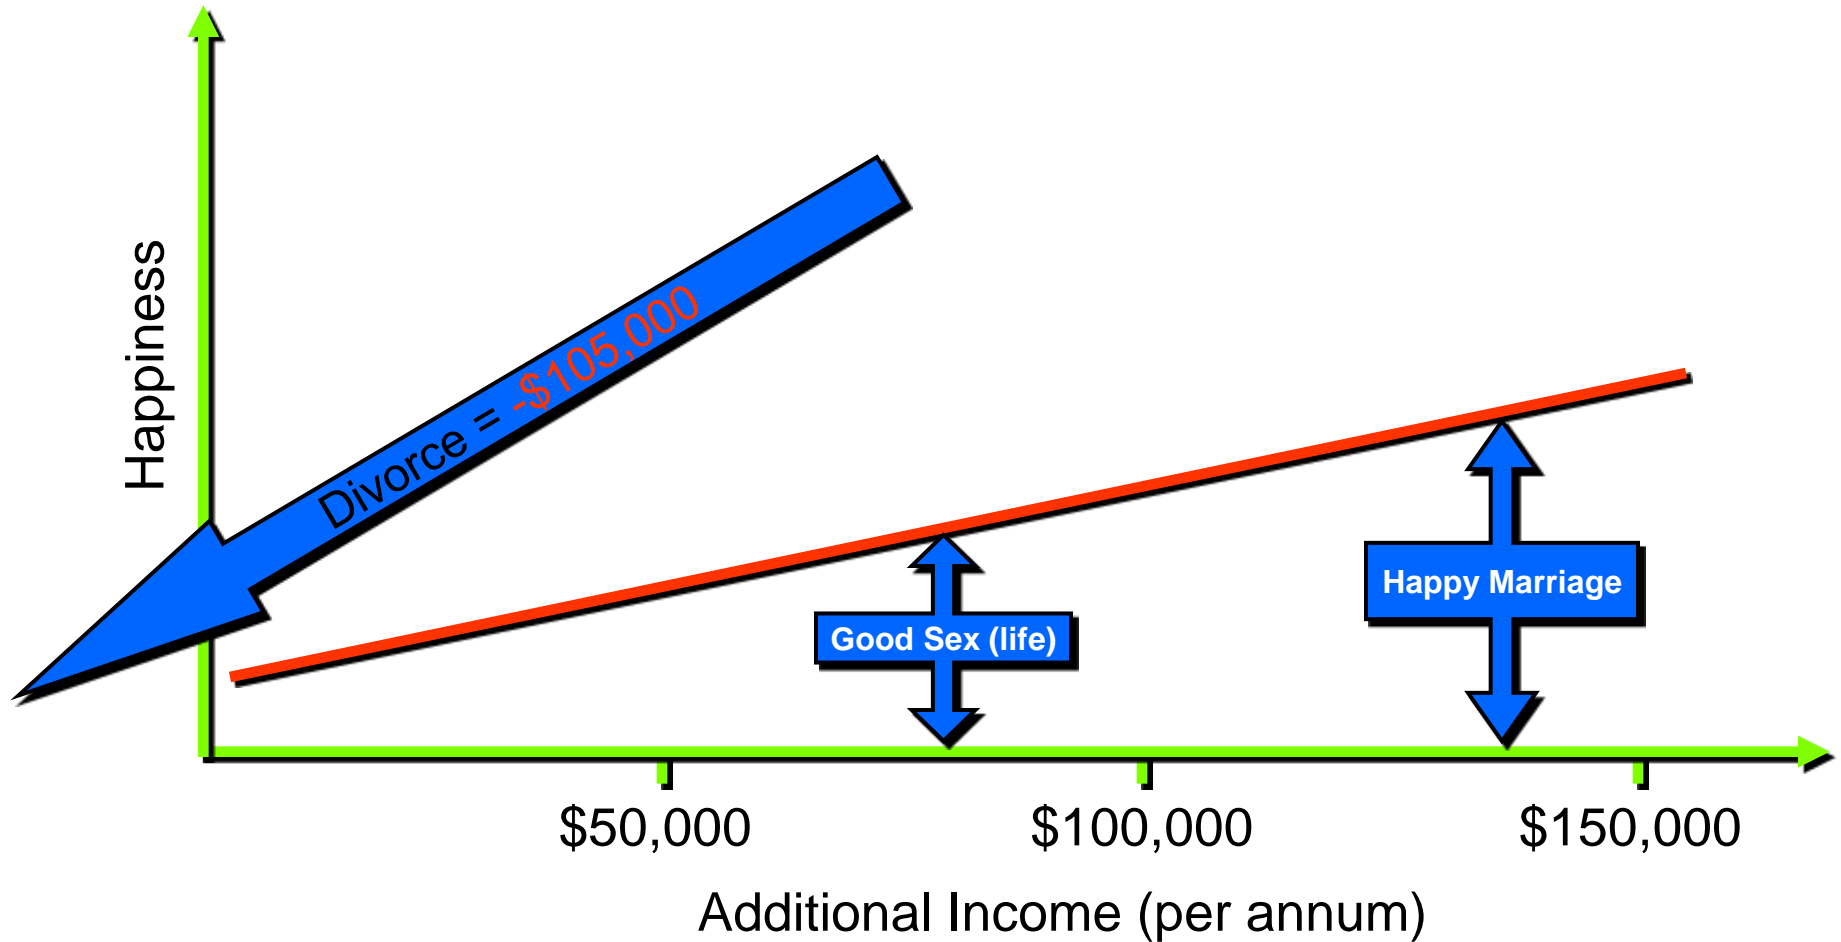 Happiness
Divorce = -$105,000
Good Sex (life)
Happy Marriage
$50,000
$100,000
$150,000
Additional Income (per annum)